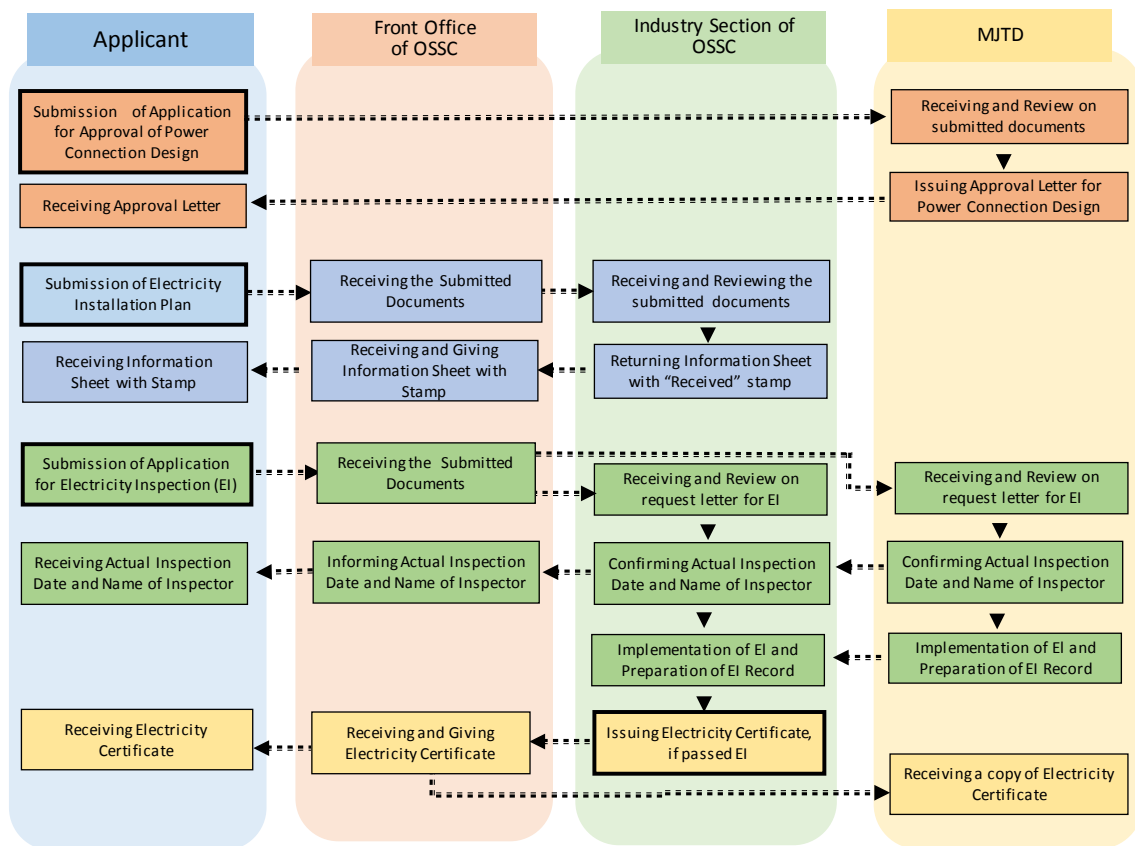 Applicant
Front Office
of OSSC
Industry Section of
OSSC
MJTD
Submission of Application
for Approval of Power
Connection Design
Receiving and Review on
submitted documents
Receiving Approval Letter
Issuing Approval Letter for
Power Connection Design
Submission of Electricity
Installation Plan
Receiving the Submitted
Documents
Receiving and Reviewing the
submitted documents
Receiving Information
Sheet with Stamp
Receiving and Giving
Information Sheet with
Stamp
Returning Information Sheet
with “Received” stamp
Submission of Application
for Electricity Inspection (EI)
Receiving the Submitted
Documents
Receiving and Review on
request letter for EI
Receiving and Review on
request letter for EI
Receiving Actual Inspection
Date and Name of Inspector
Informing Actual Inspection
Date and Name of Inspector
Confirming Actual Inspection
Date and Name of Inspector
Confirming Actual Inspection
Date and Name of Inspector
Implementation of EI and
Preparation of EI Record
Implementation of EI and
Preparation of EI Record
Receiving Electricity
Certificate
Receiving and Giving
Electricity Certificate
Issuing Electricity Certificate,
if passed EI
Receiving a copy of Electricity
Certificate